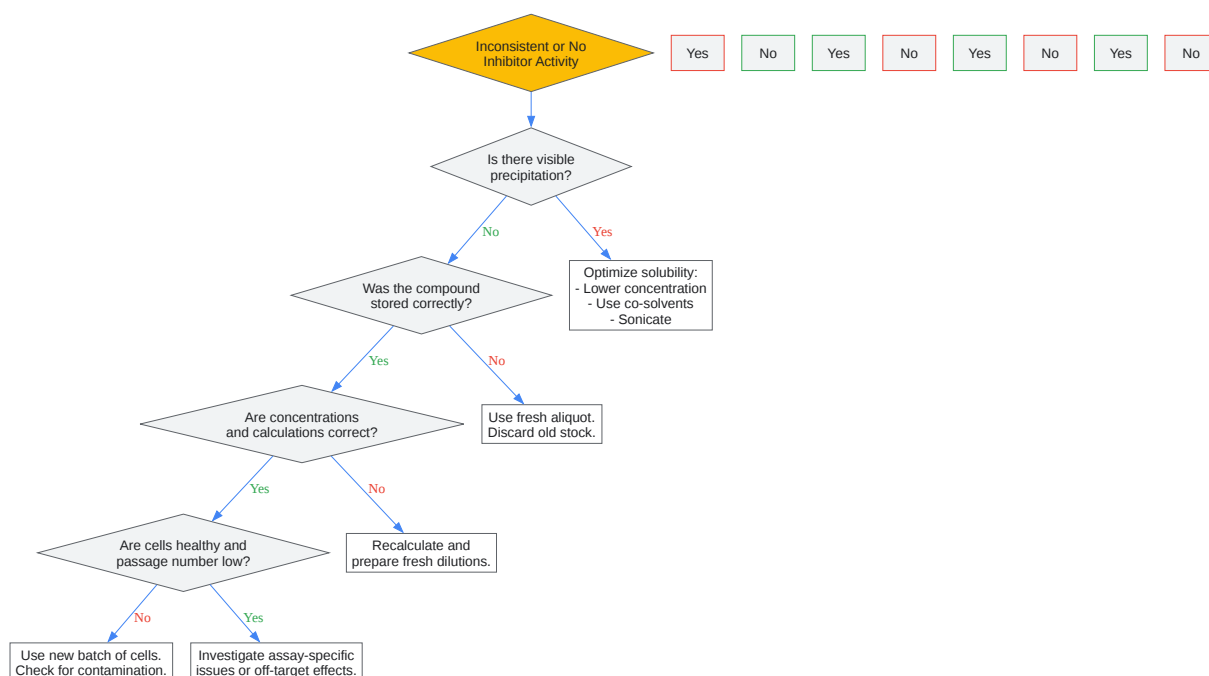 Inconsistent or No
Inhibitor Activity
Yes
No
Yes
No
Yes
No
Yes
No
Is there visible
precipitation?
No
Yes
Was the compound
stored correctly?
Optimize solubility:
- Lower concentration
- Use co-solvents
- Sonicate
Yes
No
Are concentrations
and calculations correct?
Use fresh aliquot.
Discard old stock.
Yes
No
Are cells healthy and
passage number low?
Recalculate and
prepare fresh dilutions.
No
Yes
Use new batch of cells.
Check for contamination.
Investigate assay-specific
issues or off-target effects.